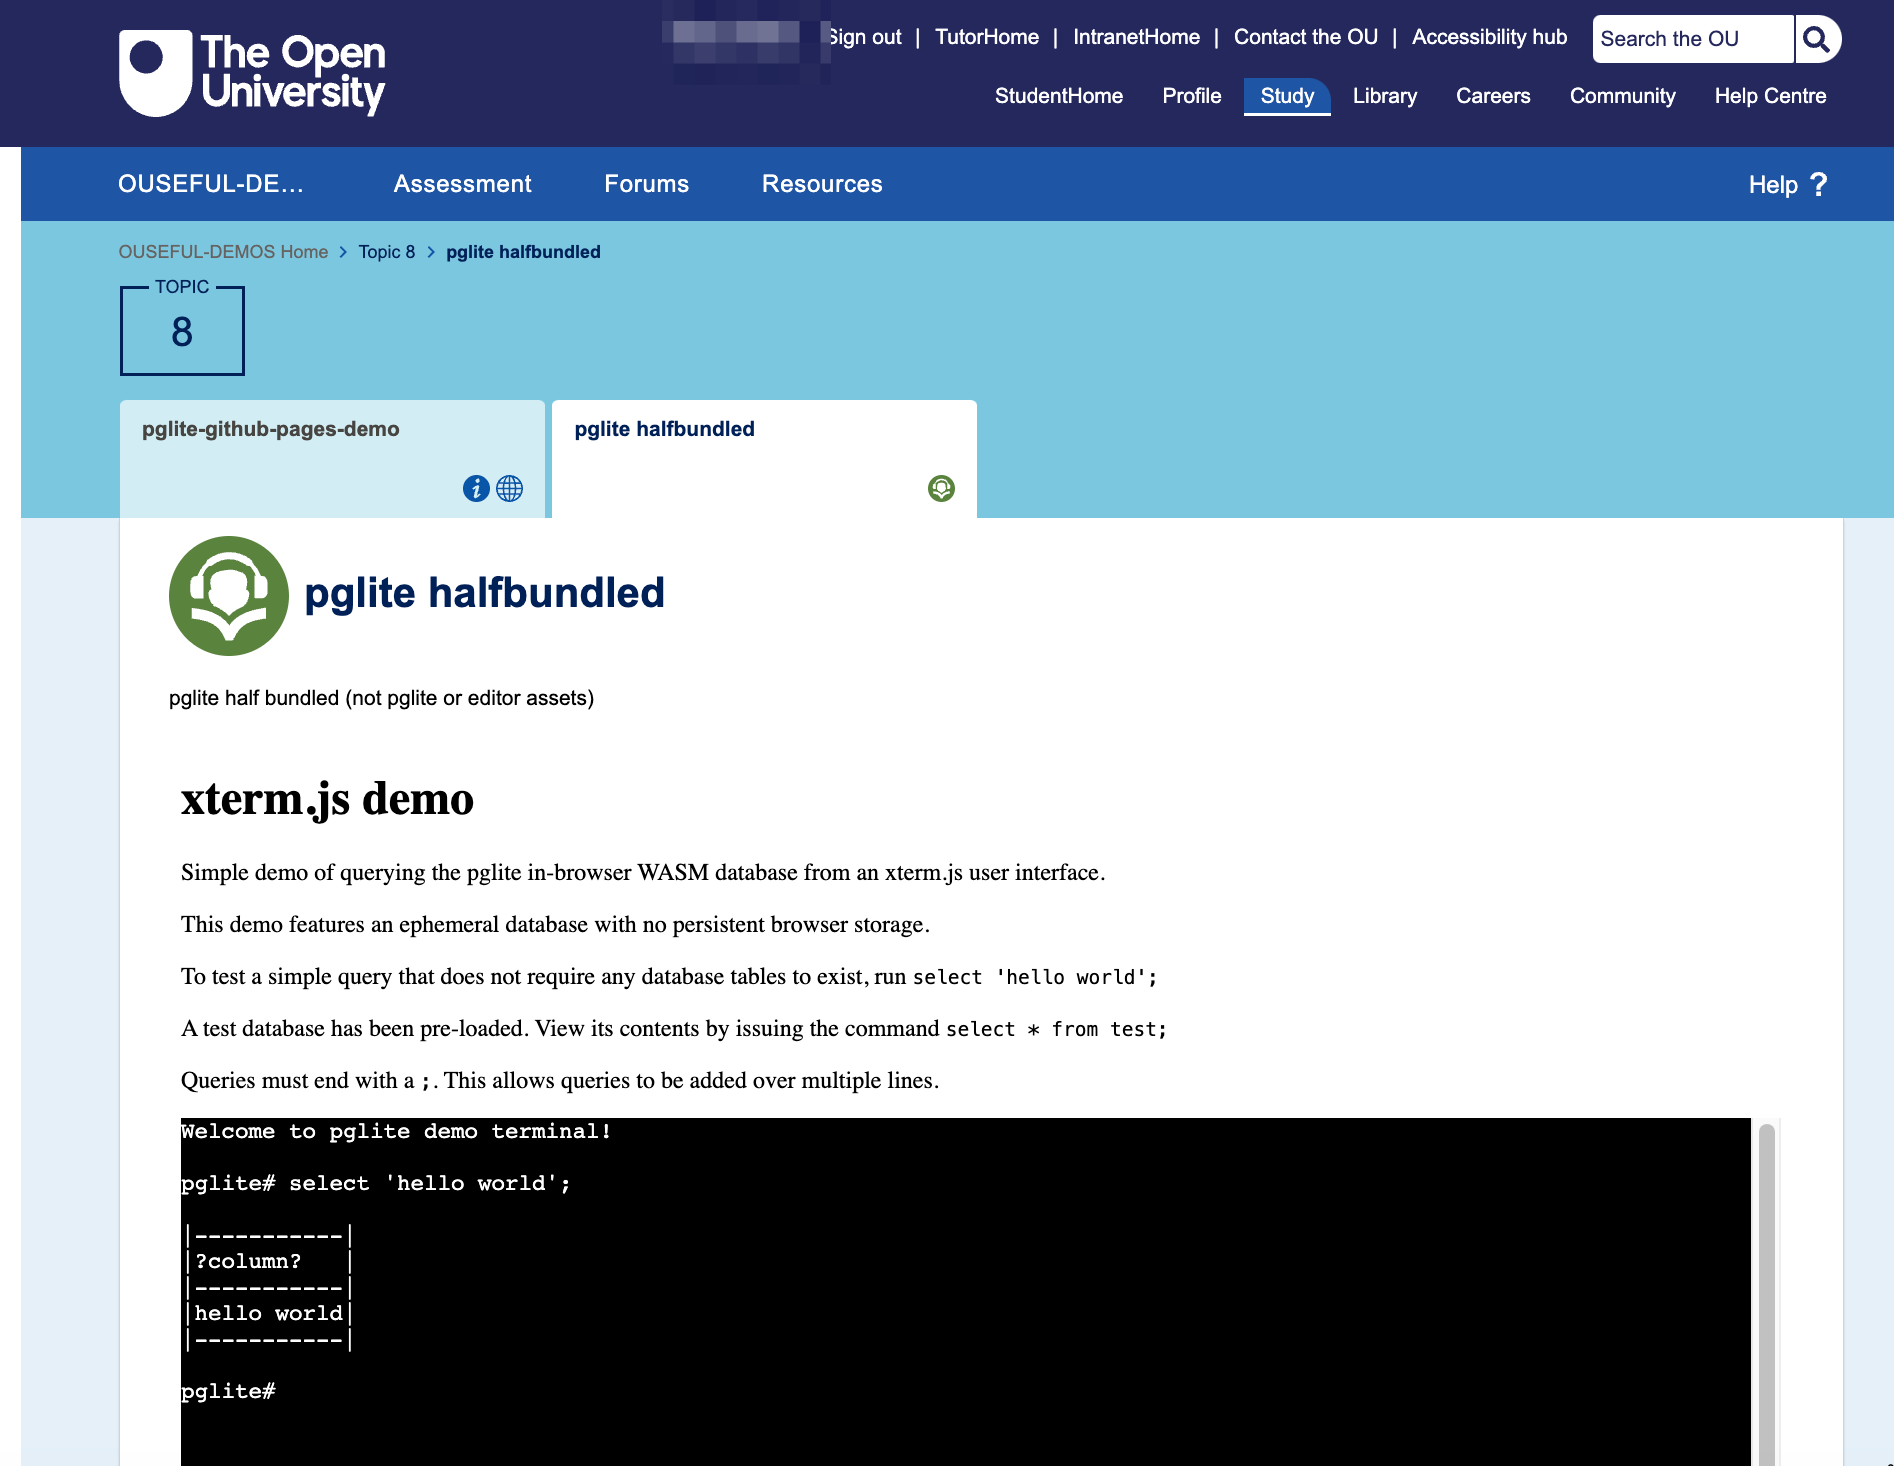 The Open
University
Sign out | TutorHome | IntranetHome | Contact the OU | Accessibility hub
Search the OU
StudentHome Profile Study Library Careers Community Help Centre
OUSEFUL-DE... Assessment Forums Resources Help ?
OUSEFUL-DEMOS Home > Topic 8 > pglite halfbundled
TOPIC
8
pglite-github-pages-demo
pglite halfbundled
pglite halfbundled
pglite half bundled (not pglite or editor assets)
xterm.js demo
Simple demo of querying the pglite in-browser WASM database from an xterm.js user interface.
This demo features an ephemeral database with no persistent browser storage.
To test a simple query that does not require any database tables to exist, run select 'hello world';
A test database has been pre-loaded. View its contents by issuing the command select * from test;
Queries must end with a ;. This allows queries to be added over multiple lines.
Welcome to pglite demo terminal!
pglite# select 'hello world';
|-----------|
|?column?   |
|-----------|
|hello world|
|-----------|
pglite#